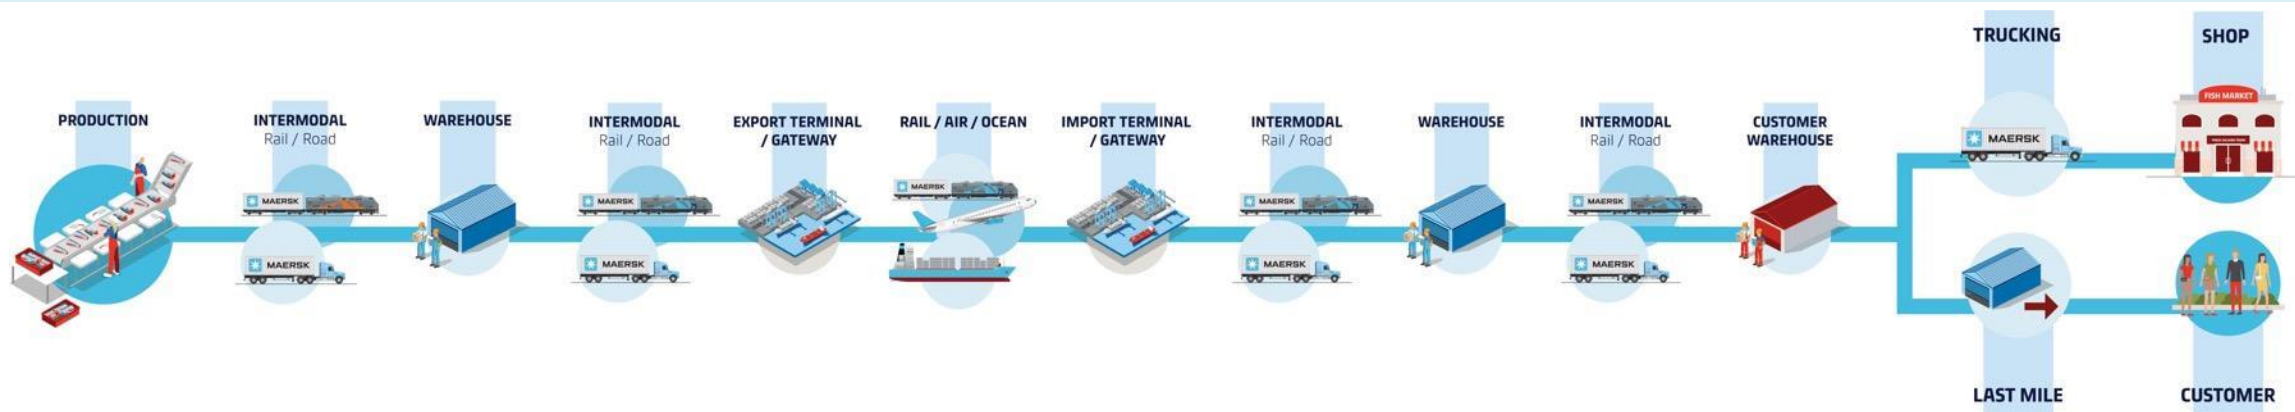 PRODUCTION
INTERMODAL
Rail / Road
MAERSK
MAERSK
WAREHOUSE
INTERMODAL
Rail / Road
MAERSK
MAERSK
EXPORT TERMINAL
/ GATEWAY
RAIL / AIR / OCEAN
MAERSK
IMPORT TERMINAL
/ GATEWAY
INTERMODAL
Rail / Road
MAERSK
MAERSK
WAREHOUSE
INTERMODAL
Rail / Road
MAERSK
MAERSK
CUSTOMER
WAREHOUSE
TRUCKING
MAERSK
SHOP
FISH MARKET
LAST MILE
CUSTOMER